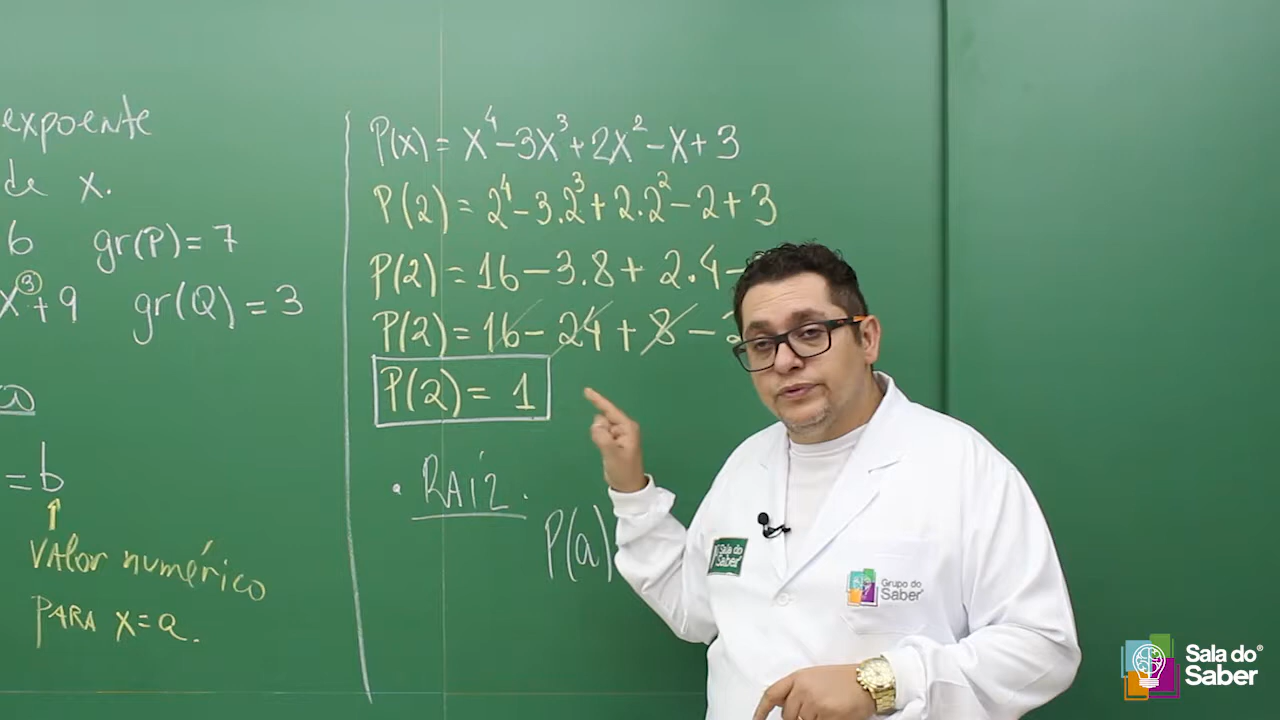 expoente
de x.
6 gr(P) = 7
x³ + 9 gr(Q) = 3
= b
↑
VALOR numérico
PARA x = a.
P(x) = x⁴ - 3x³ + 2x² - x + 3
P(2) = 2⁴ - 3.2³ + 2.2² - 2 + 3
P(2) = 16 - 3.8 + 2.4 -
P(2) = 16 - 24 + 8 - 2
P(2) = 1
. RAÍZ.
P(a)
Sala do
Saber
Grupo do
Saber
Sala do®
Saber